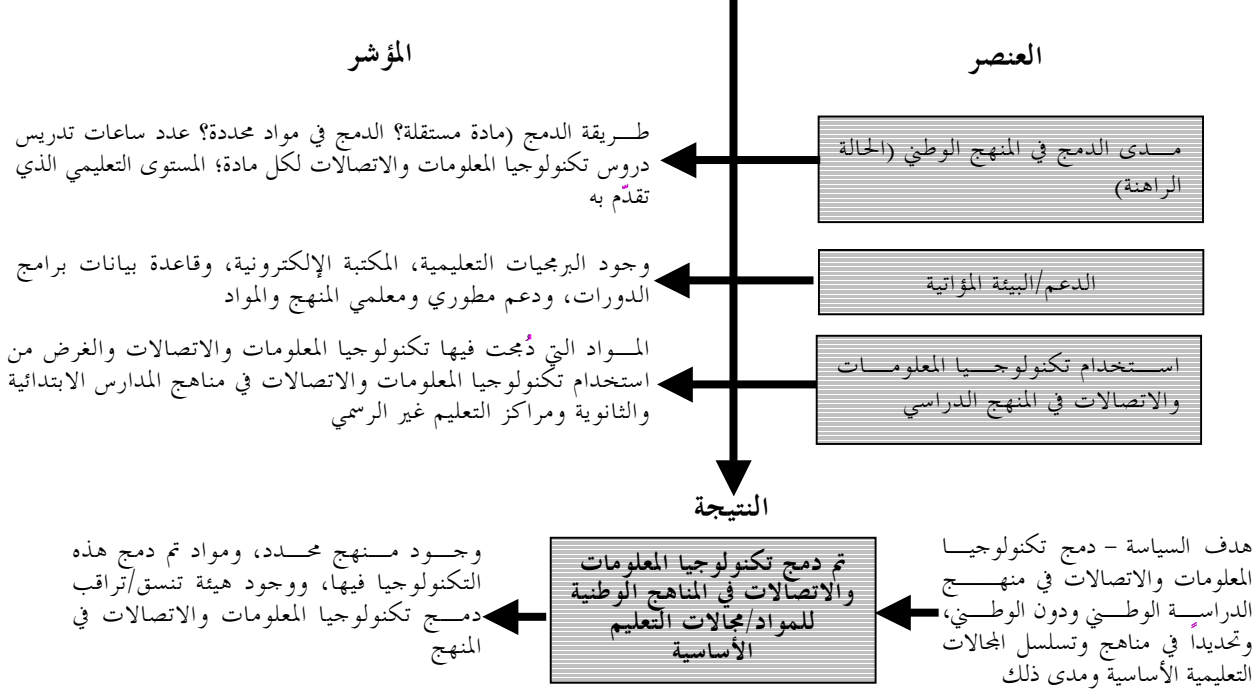 العنصر
المؤشر
مدى الدمج في المنهج الوطني (الحالة
الراهنة)
طريقة الدمج (مادة مستقلة؟ الدمج في مواد محددة؟ عدد ساعات تدريس
دروس تكنولوجيا المعلومات والاتصالات لكل مادة؛ المستوى التعليمي الذي
تقدّم به
الدعم/البيئة المؤاتية
وجود البرمجيات التعليمية، المكتبة الإلكترونية، وقاعدة بيانات برامج
الدورات، ودعم مطوري ومعلمي المنهج والمواد
استخدام تكنولوجيا المعلومات
والاتصالات في المنهج الدراسي
المواد التي دُمجت فيها تكنولوجيا المعلومات والاتصالات والغرض من
استخدام تكنولوجيا المعلومات والاتصالات في مناهج المدارس الابتدائية
والثانوية ومراكز التعليم غير الرسمي
النتيجة
هدف السياسة – دمج تكنولوجيا
المعلومات والاتصالات في منهج
الدراسة الوطني ودون الوطني،
وتحديداً في مناهج وتسلسل المجالات
التعليمية الأساسية ومدى ذلك
تم دمج تكنولوجيا المعلومات
والاتصالات في المناهج الوطنية
للمواد/مجالات التعليم
الأساسية
وجود منهج محدد، ومواد تم دمج هذه
التكنولوجيا فيها، ووجود هيئة تنسق/تراقب
دمج تكنولوجيا المعلومات والاتصالات في
المنهج